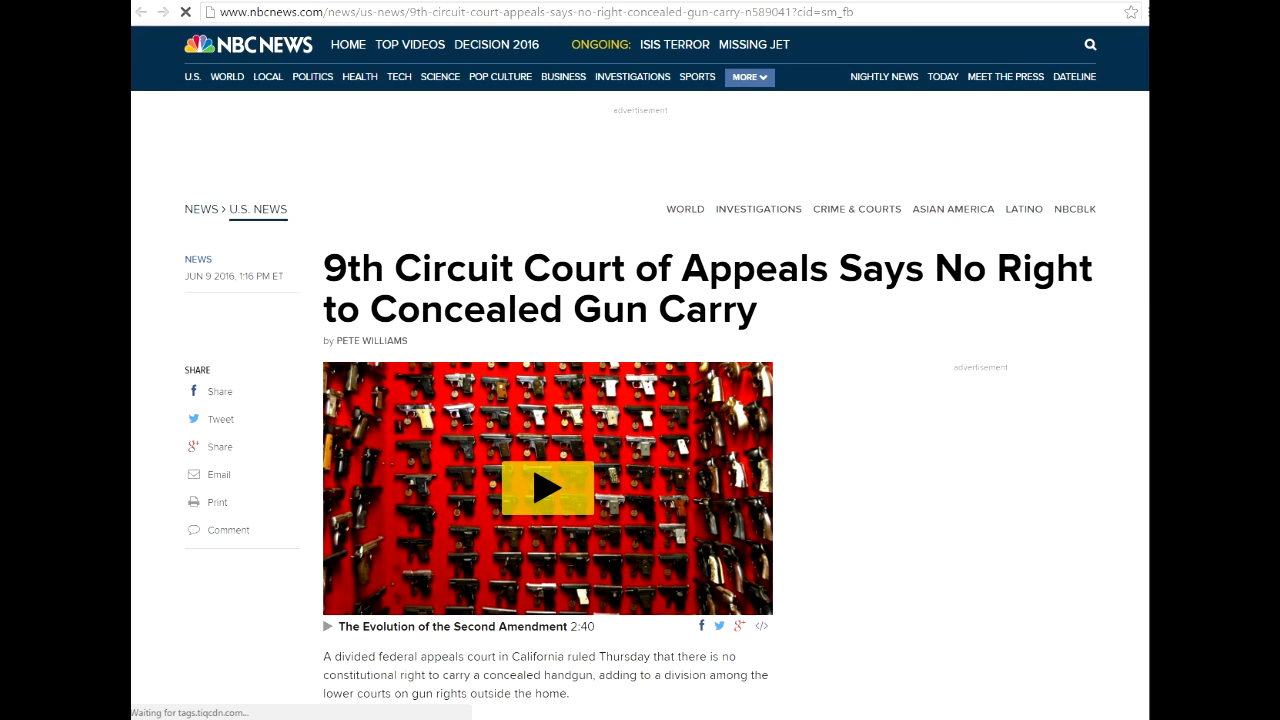 www.nbcnews.com/news/us-news/9th-circuit-court-appeals-says-no-right-concealed-gun-carry-n589041?cid=sm_fb
NBC NEWS HOME TOP VIDEOS DECISION 2016 ONGOING: ISIS TERROR MISSING JET
U.S. WORLD LOCAL POLITICS HEALTH TECH SCIENCE POP CULTURE BUSINESS INVESTIGATIONS SPORTS MORE NIGHTLY NEWS TODAY MEET THE PRESS DATELINE
advertisement
NEWS > U.S. NEWS WORLD INVESTIGATIONS CRIME & COURTS ASIAN AMERICA LATINO NBCBLK
NEWS
JUN 9 2016, 1:16 PM ET
9th Circuit Court of Appeals Says No Right
to Concealed Gun Carry
by PETE WILLIAMS
SHARE
f Share
Tweet
g+ Share
Email
Print
Comment
advertisement
The Evolution of the Second Amendment 2:40 f g+ </>
A divided federal appeals court in California ruled Thursday that there is no
constitutional right to carry a concealed handgun, adding to a division among the
lower courts on gun rights outside the home.
Waiting for tags.tiqcdn.com...